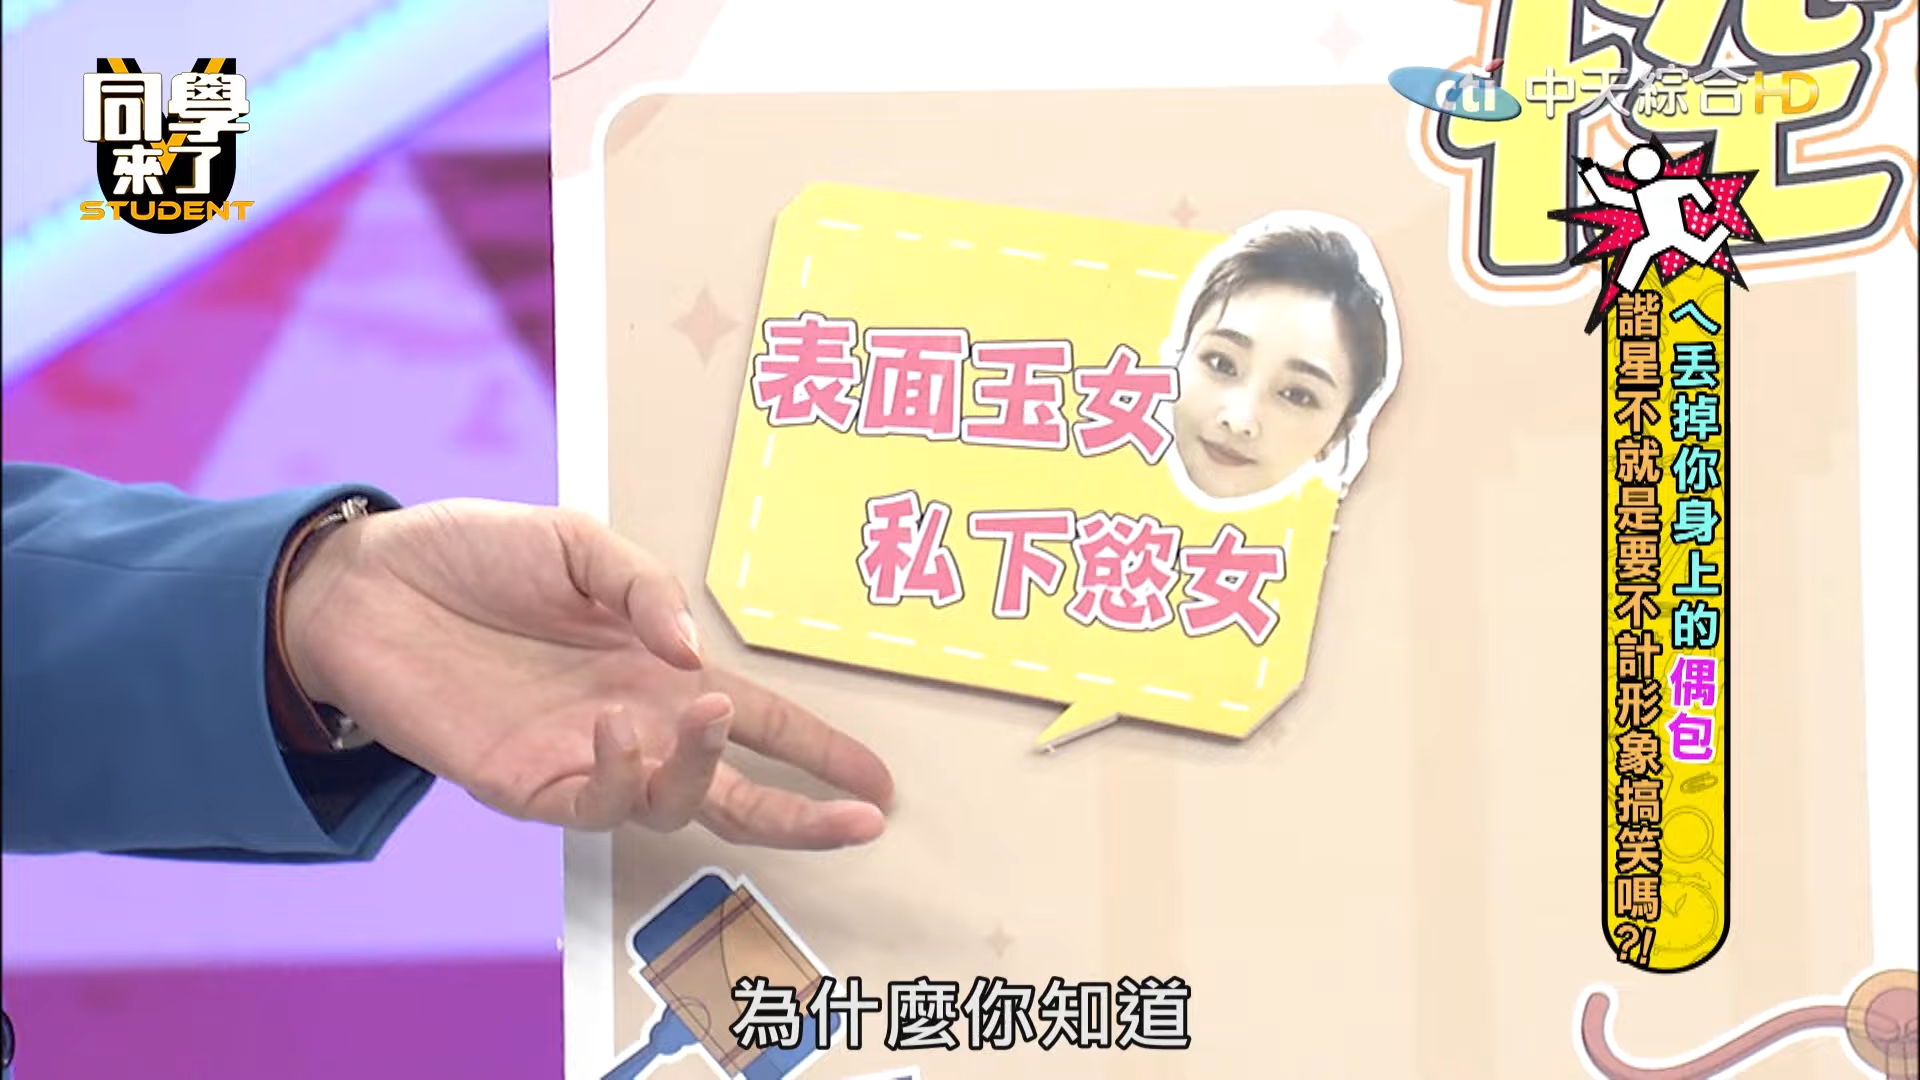 同學
來了
STUDENT
cti 中天綜合HD
表面玉女
私下慾女
ヘ丟掉你身上的偶包
諧星不就是要不計形象搞笑嗎?!
為什麼你知道